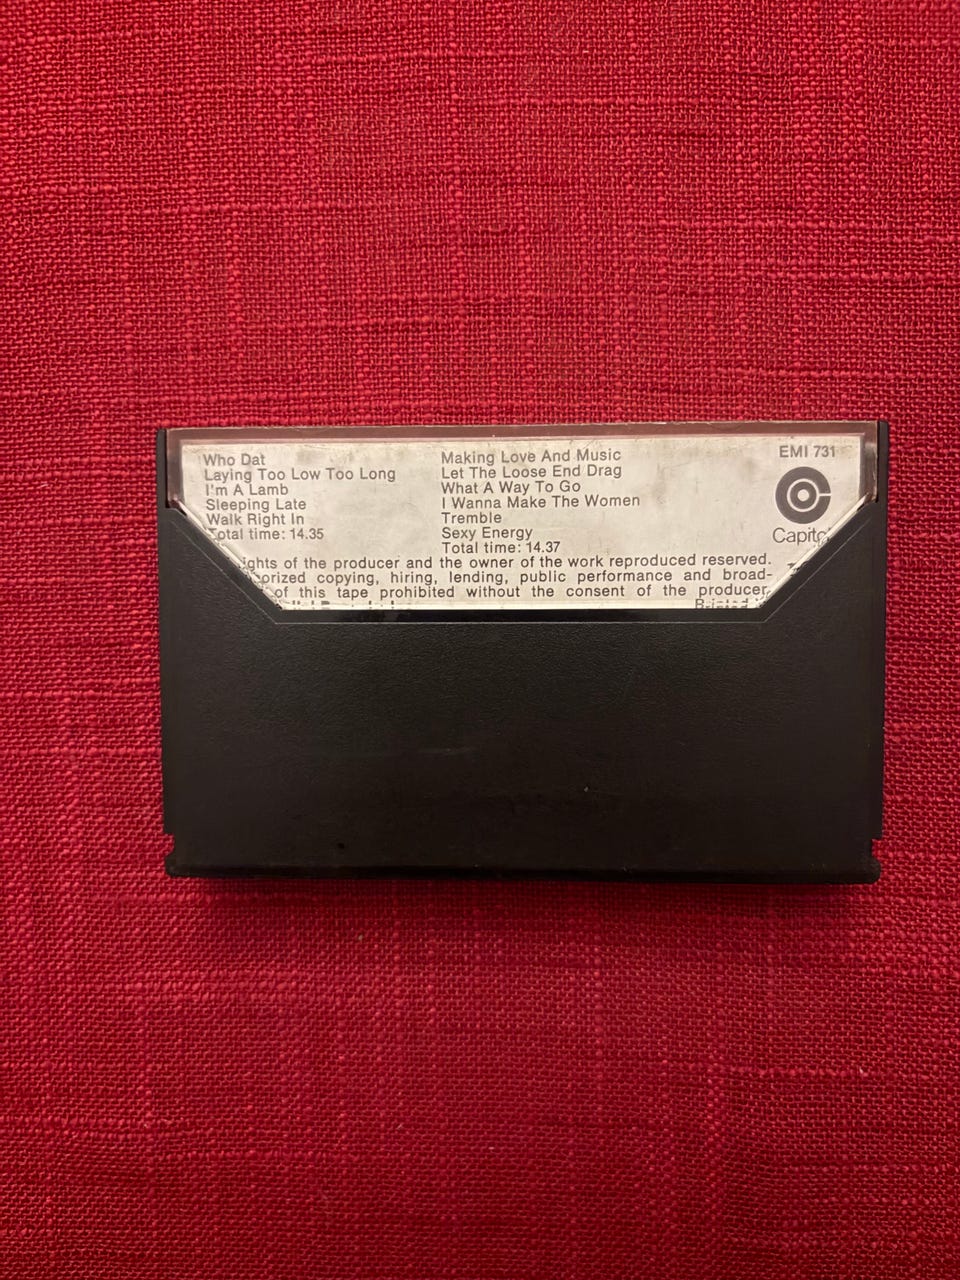 Who Dat
Laying Too Low Too Long
I'm A Lamb
Sleeping Late
Walk Right In
Total time: 14.35
Making Love And Music
Let The Loose End Drag
What A Way To Go
I Wanna Make The Women
Tremble
Sexy Energy
Total time: 14.37
EMI 731
Capitol
ghts of the producer and the owner of the work reproduced reserved.
orized copying, hiring, lending, public performance and broad-
of this tape prohibited without the consent of the producer